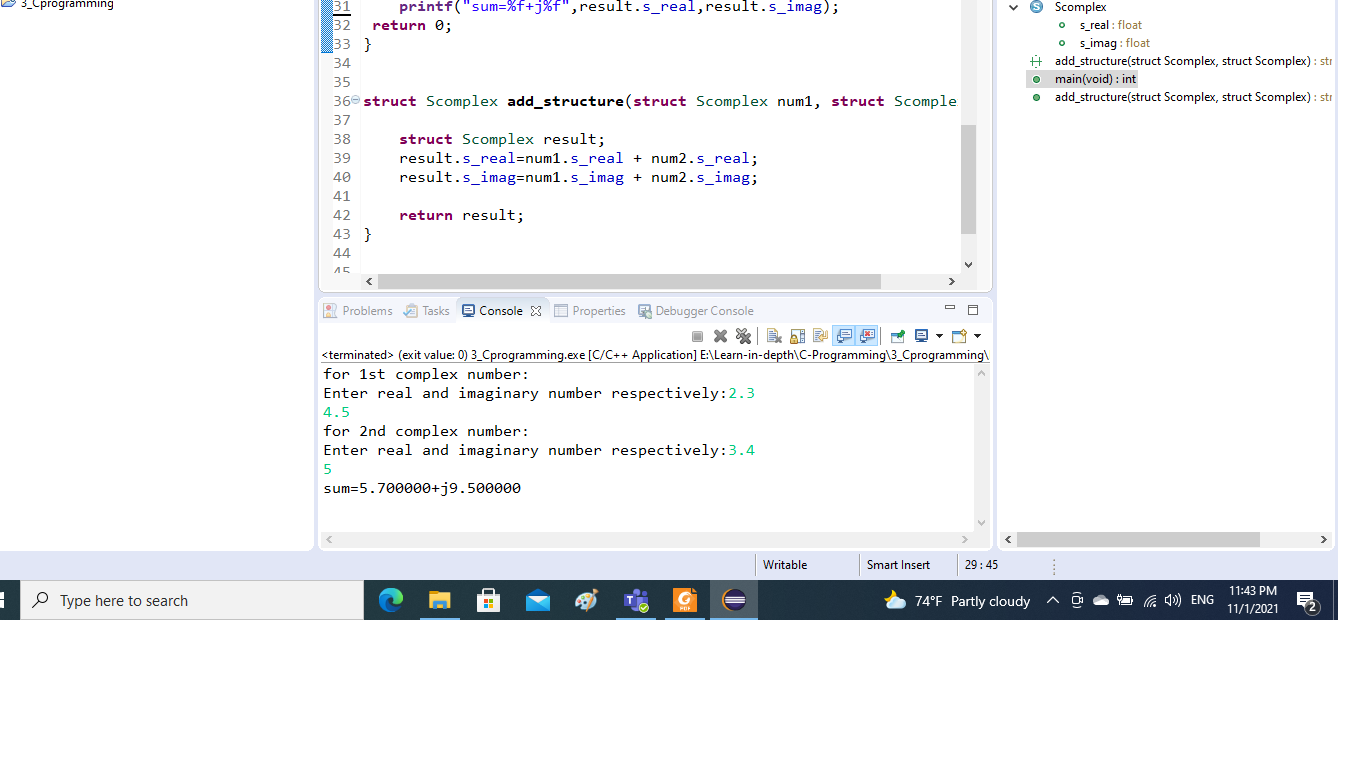 3_Cprogramming
31 printf("sum=%f+j%f",result.s_real,result.s_imag);
32 return 0;
33 }
34
35
36 struct Scomplex add_structure(struct Scomplex num1, struct Scomple
37
38 struct Scomplex result;
39 result.s_real=num1.s_real + num2.s_real;
40 result.s_imag=num1.s_imag + num2.s_imag;
41
42 return result;
43 }
44
45
Scomplex
s_real : float
s_imag : float
add_structure(struct Scomplex, struct Scomplex) : str
main(void) : int
add_structure(struct Scomplex, struct Scomplex) : str
Problems Tasks Console Properties Debugger Console
<terminated> (exit value: 0) 3_Cprogramming.exe [C/C++ Application] E:\Learn-in-depth\C-Programming\3_Cprogramming\
for 1st complex number:
Enter real and imaginary number respectively:2.3
4.5
for 2nd complex number:
Enter real and imaginary number respectively:3.4
5
sum=5.700000+j9.500000
Writable Smart Insert 29 : 45
Type here to search
74°F Partly cloudy ENG 11:43 PM
11/1/2021
2